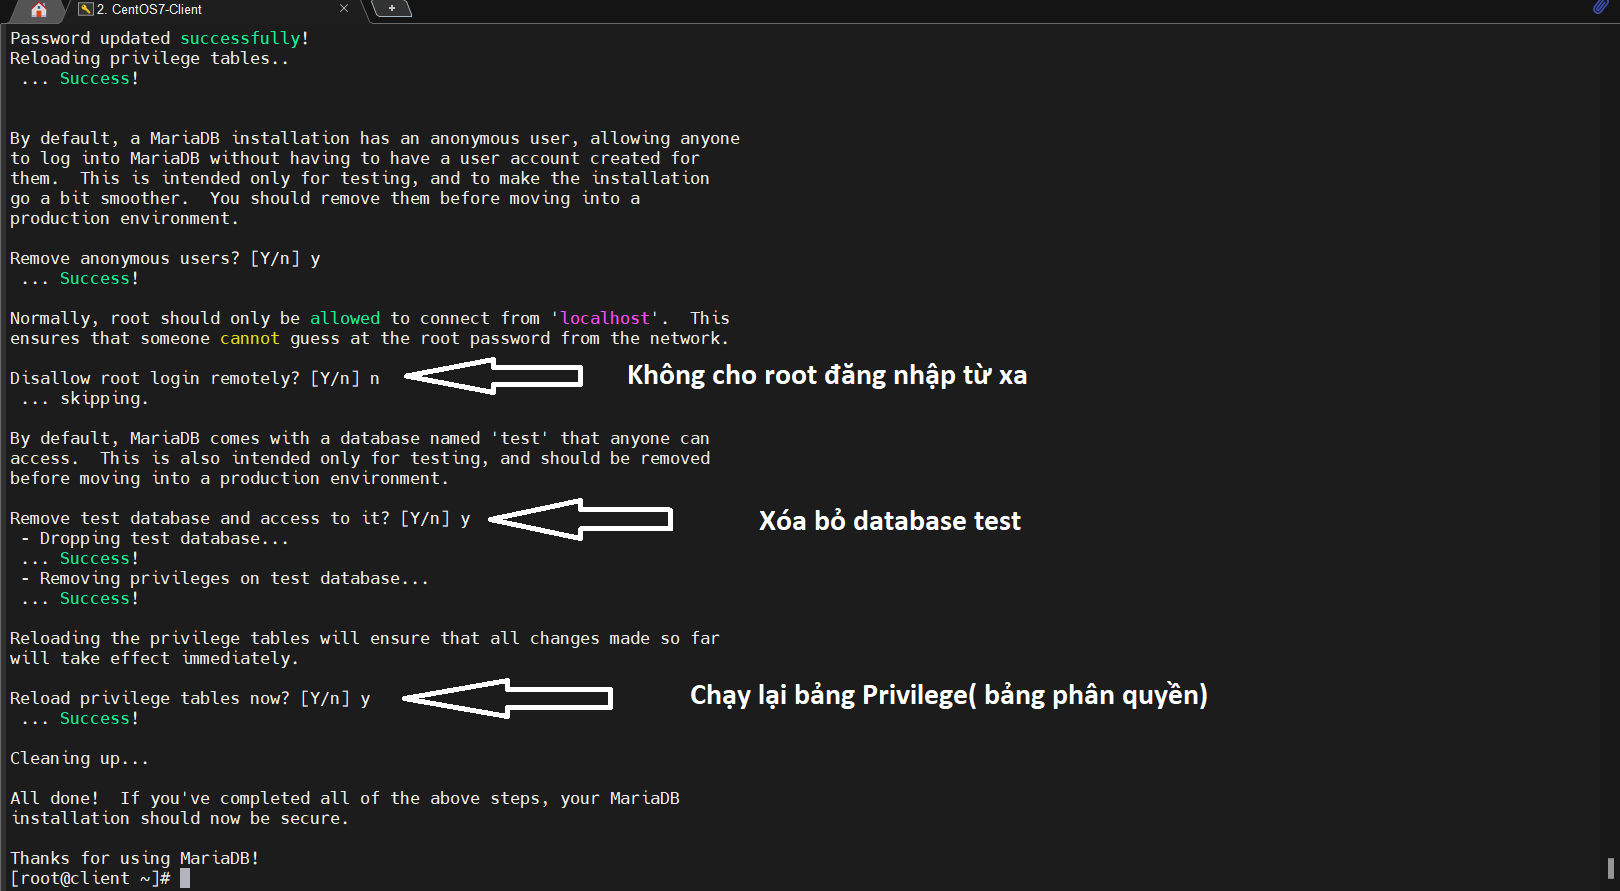 2. CentOS7-Client
Password updated successfully!
Reloading privilege tables..
... Success!
By default, a MariaDB installation has an anonymous user, allowing anyone
to log into MariaDB without having to have a user account created for
them.  This is intended only for testing, and to make the installation
go a bit smoother.  You should remove them before moving into a
production environment.
Remove anonymous users? [Y/n] y
... Success!
Normally, root should only be allowed to connect from 'localhost'.  This
ensures that someone cannot guess at the root password from the network.
Disallow root login remotely? [Y/n] n
Không cho root đăng nhập từ xa
... skipping.
By default, MariaDB comes with a database named 'test' that anyone can
access.  This is also intended only for testing, and should be removed
before moving into a production environment.
Remove test database and access to it? [Y/n] y
Xóa bỏ database test
- Dropping test database...
... Success!
- Removing privileges on test database...
... Success!
Reloading the privilege tables will ensure that all changes made so far
will take effect immediately.
Reload privilege tables now? [Y/n] y
Chạy lại bảng Privilege( bảng phân quyền)
... Success!
Cleaning up...
All done!  If you've completed all of the above steps, your MariaDB
installation should now be secure.
Thanks for using MariaDB!
[root@client ~]#